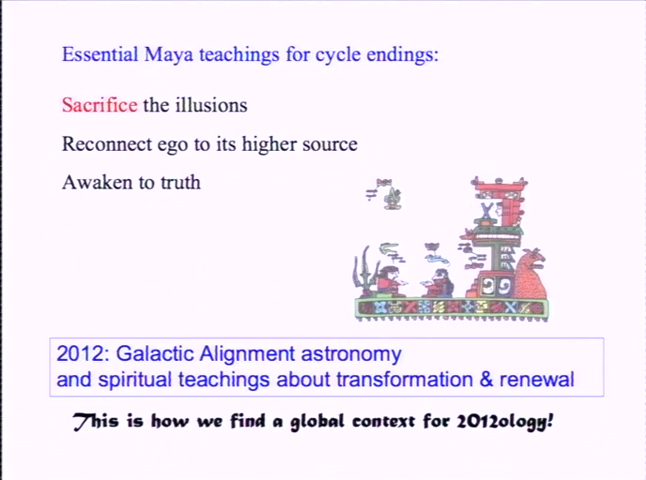 Essential Maya teachings for cycle endings:
Sacrifice the illusions
Reconnect ego to its higher source
Awaken to truth
2012: Galactic Alignment astronomy
and spiritual teachings about transformation & renewal
This is how we find a global context for 2012ology!